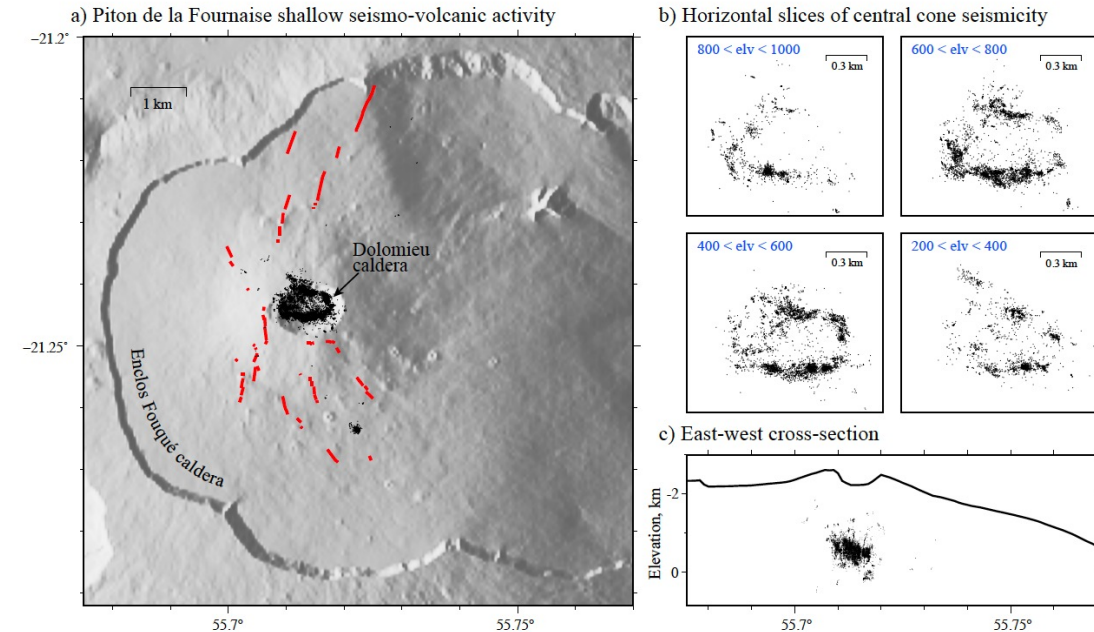 a) Piton de la Fournaise shallow seismo-volcanic activity
−21.2°
1 km
Dolomieu
caldera
−21.25°
Enclos Fouqué caldera
55.7°
55.75°
b) Horizontal slices of central cone seismicity
800 < elv < 1000
0.3 km
600 < elv < 800
0.3 km
400 < elv < 600
0.3 km
200 < elv < 400
0.3 km
c) East-west cross-section
Elevation, km
-2
0
55.7°
55.75°